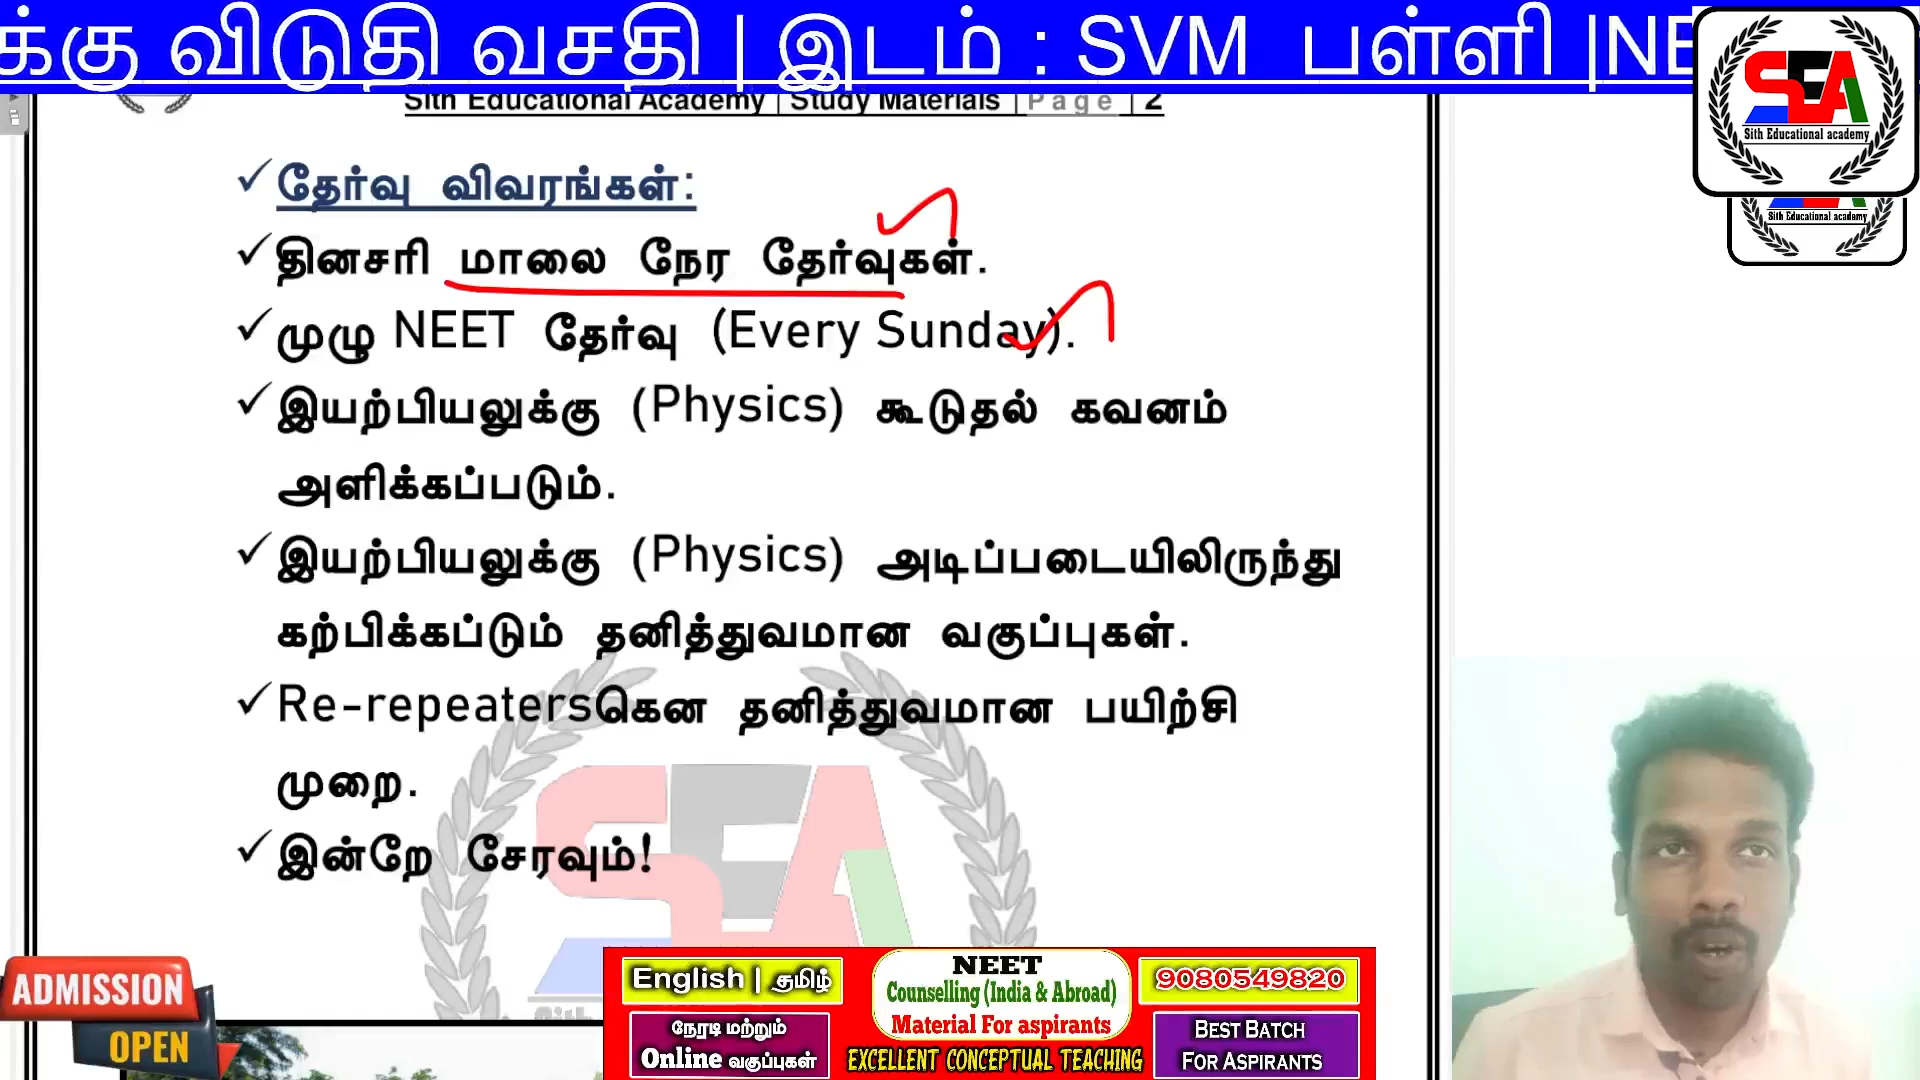 க்கு விடுதி வசதி | இடம் : SVM பள்ளி |NE
Sith Educational academy
Sith Educational academy
Sith Educational Academy | Study Materials | Page | 2
✓ தேர்வு விவரங்கள்:
✓ தினசரி மாலை நேர தேர்வுகள்.
✓ முழு NEET தேர்வு (Every Sunday).
✓ இயற்பியலுக்கு (Physics) கூடுதல் கவனம்
அளிக்கப்படும்.
✓ இயற்பியலுக்கு (Physics) அடிப்படையிலிருந்து
கற்பிக்கப்டும் தனித்துவமான வகுப்புகள்.
✓ Re-repeatersகென தனித்துவமான பயிற்சி
முறை.
✓ இன்றே சேரவும்!
ADMISSION
OPEN
English | தமிழ்
நேரடி மற்றும்
Online வகுப்புகள்
NEET
Counselling (India & Abroad)
Material For aspirants
EXCELLENT CONCEPTUAL TEACHING
9080549820
BEST BATCH
FOR ASPIRANTS